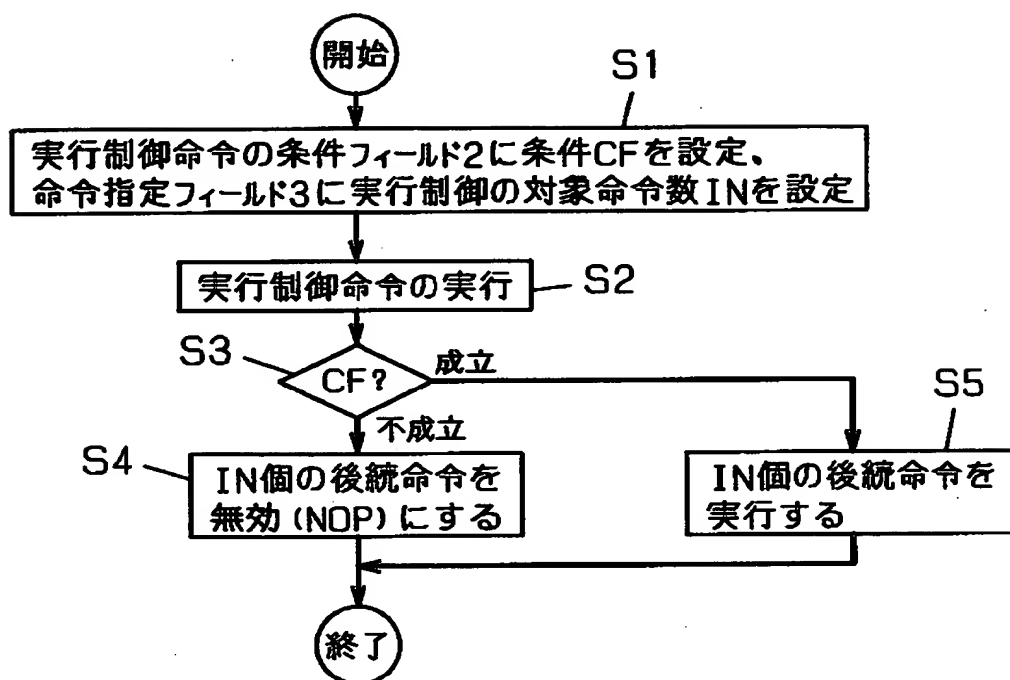 開始
S1
実行制御命令の条件フィールド2に条件CFを設定、
命令指定フィールド3に実行制御の対象命令数INを設定
実行制御命令の実行
S2
S3
CF?
成立
不成立
S4
IN個の後続命令を
無効(NOP)にする
S5
IN個の後続命令を
実行する
終了